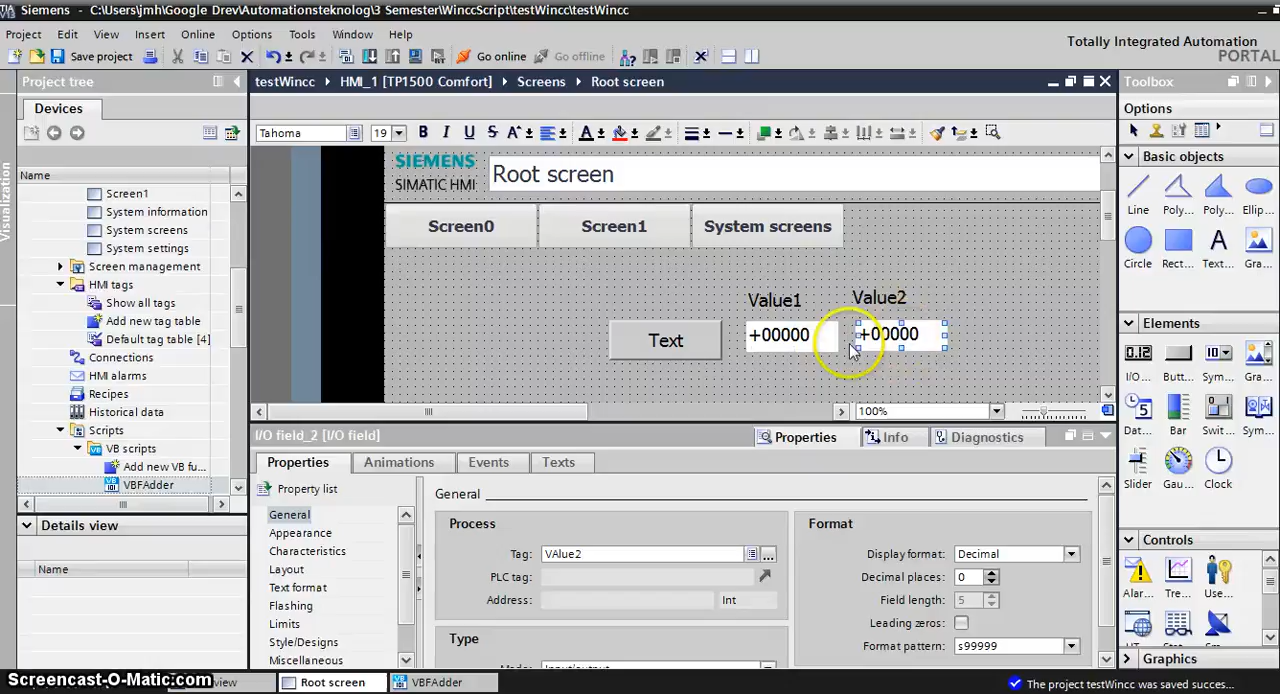 Siemens - C:\Users\jmh\Google Drev\Automationsteknolog\3 Semester\WinccScript\testWincc\testWincc
Project Edit View Insert Online Options Tools Window Help
Totally Integrated Automation
PORTAL
Save project Go online Go offline
Project tree
testWincc HMI_1 [TP1500 Comfort] Screens Root screen
Toolbox
Devices
Options
Tahoma 19
Name
Basic objects
Screen1
System information
System screens
System settings
Screen management
HMI tags
Show all tags
Add new tag table
Default tag table [4]
Connections
HMI alarms
Recipes
Historical data
Scripts
VB scripts
Add new VB fu...
VBFAdder
Visualization
SIEMENS
SIMATIC HMI
Root screen
Screen0 Screen1 System screens
Value1 Value2
Text +00000 +00000
100%
Line Poly... Poly... Ellip...
Circle Rect... Text... Gra...
Elements
I/O ... Butt... Sym... Gra...
Dat... Bar Swit... Sym...
Slider Gau... Clock
Controls
Alar... Tre... Use...
Graphics
Details view
Name
I/O field_2 [I/O field]
Properties Info Diagnostics
Properties Animations Events Texts
Property list
General
Appearance
Characteristics
Layout
Text format
Flashing
Limits
Style/Designs
Miscellaneous
General
Process
Tag: VAlue2
PLC tag:
Address: Int
Type
Format
Display format: Decimal
Decimal places: 0
Field length: 5
Leading zeros:
Format pattern: s99999
Screencast-O-Matic.com
Root screen VBFAdder
The project testWincc was saved succes...